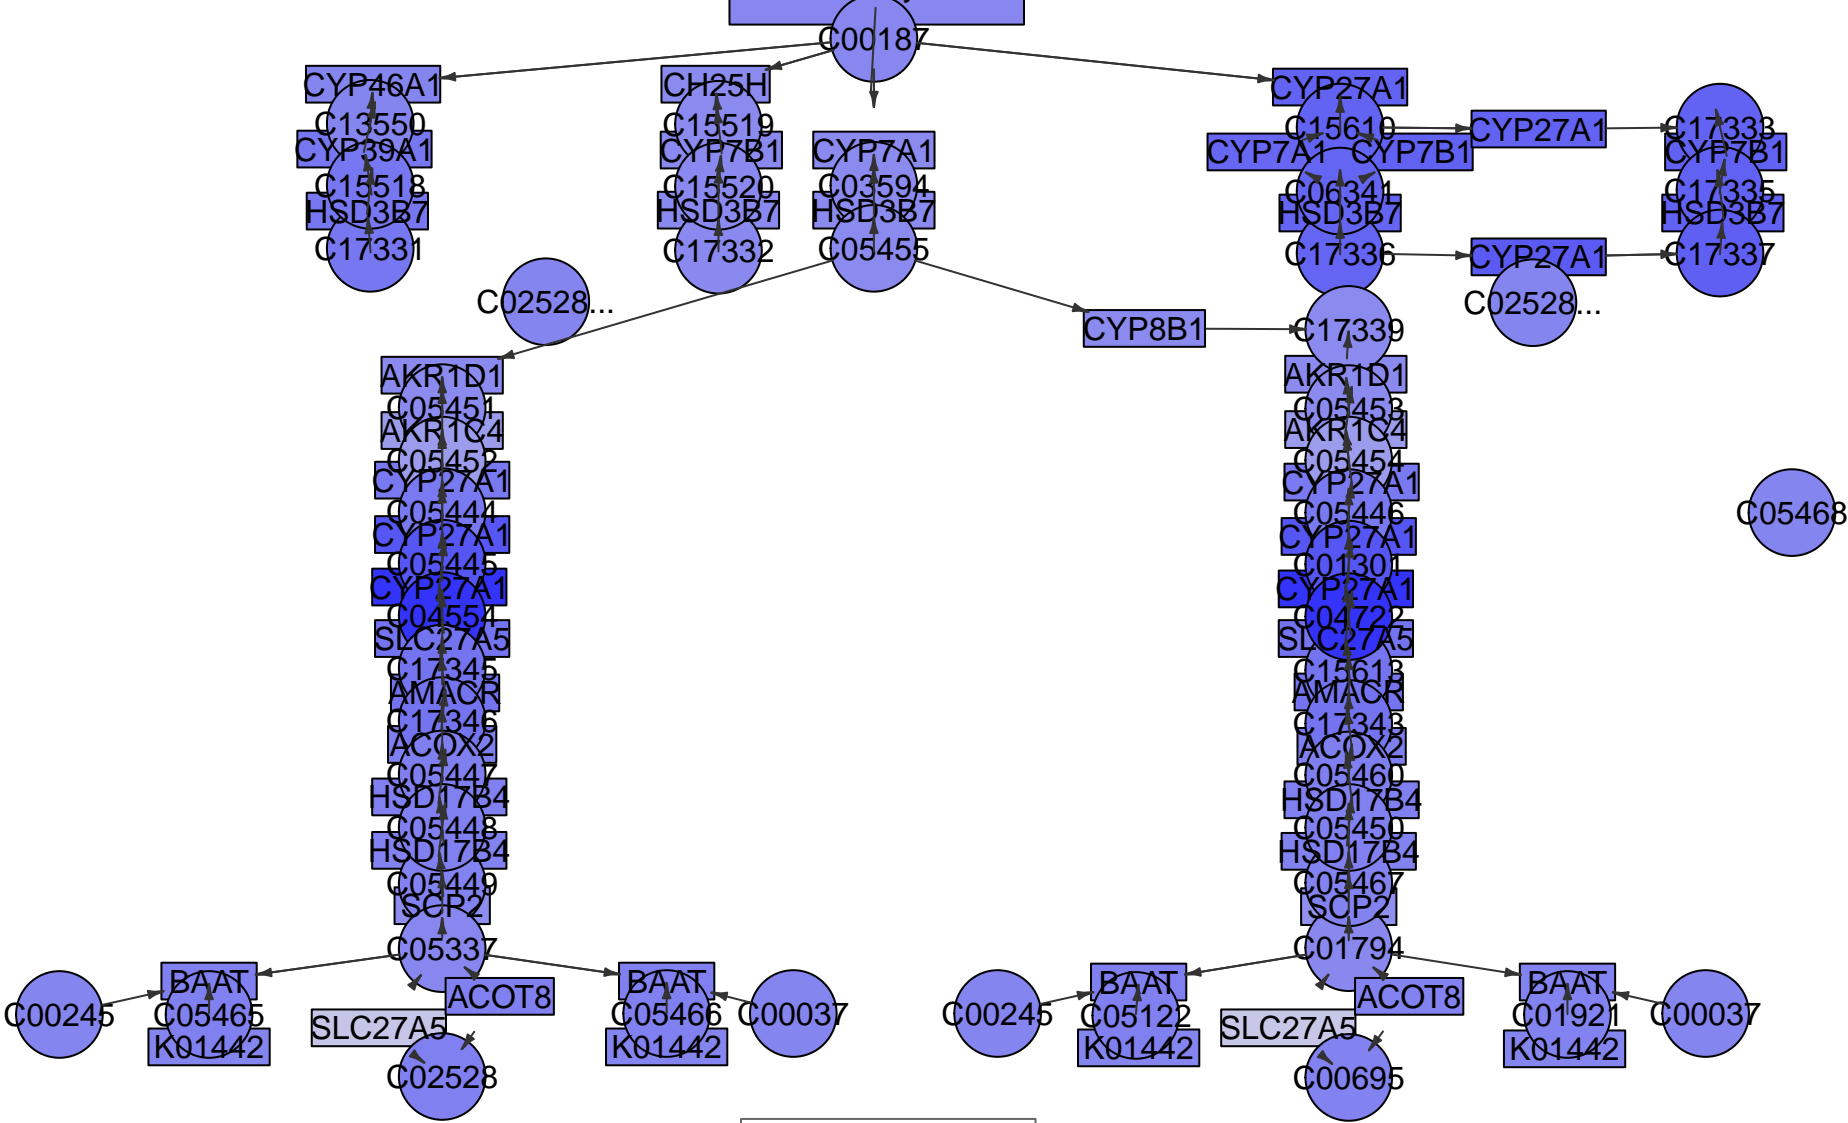 C00187
CYP46A1
C13550
CYP39A1
C15518
HSD3B7
C17331
CH25H
C15519
CYP7B1
C15520
HSD3B7
C17332
CYP7A1
C03594
HSD3B7
C05455
CYP27A1
C15610
CYP7A1
CYP7B1
C06341
HSD3B7
C17336
CYP27A1
CYP27A1
C17333
CYP7B1
C17335
HSD3B7
C17337
C02528...
C02528...
CYP8B1
C17339
AKR1D1
C05451
AKR1C4
C05452
CYP27A1
C05444
CYP27A1
C05445
CYP27A1
C04554
SLC27A5
C17345
AMACR
C17346
ACOX2
C05447
HSD17B4
C05448
HSD17B4
C05449
SCP2
C05337
AKR1D1
C05453
AKR1C4
C05454
CYP27A1
C05446
CYP27A1
C01301
CYP27A1
C04722
SLC27A5
C15613
AMACR
C17343
ACOX2
C05460
HSD17B4
C05450
HSD17B4
C05467
SCP2
C01794
C05468
C00245
BAAT
C05465
K01442
SLC27A5
ACOT8
C02528
BAAT
C05466
K01442
C00037
C00245
BAAT
C05122
K01442
SLC27A5
ACOT8
C00695
BAAT
C01921
K01442
C00037